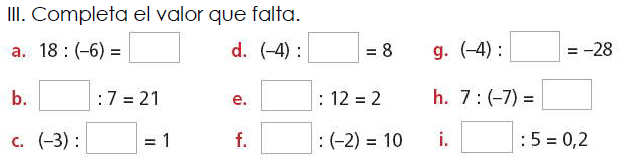 III. Completa el valor que falta.
a. 18 : (–6) =
d. (–4) : = 8
g. (–4) : = –28
b. : 7 = 21
e. : 12 = 2
h. 7 : (–7) =
c. (–3) : = 1
f. : (–2) = 10
i. : 5 = 0,2